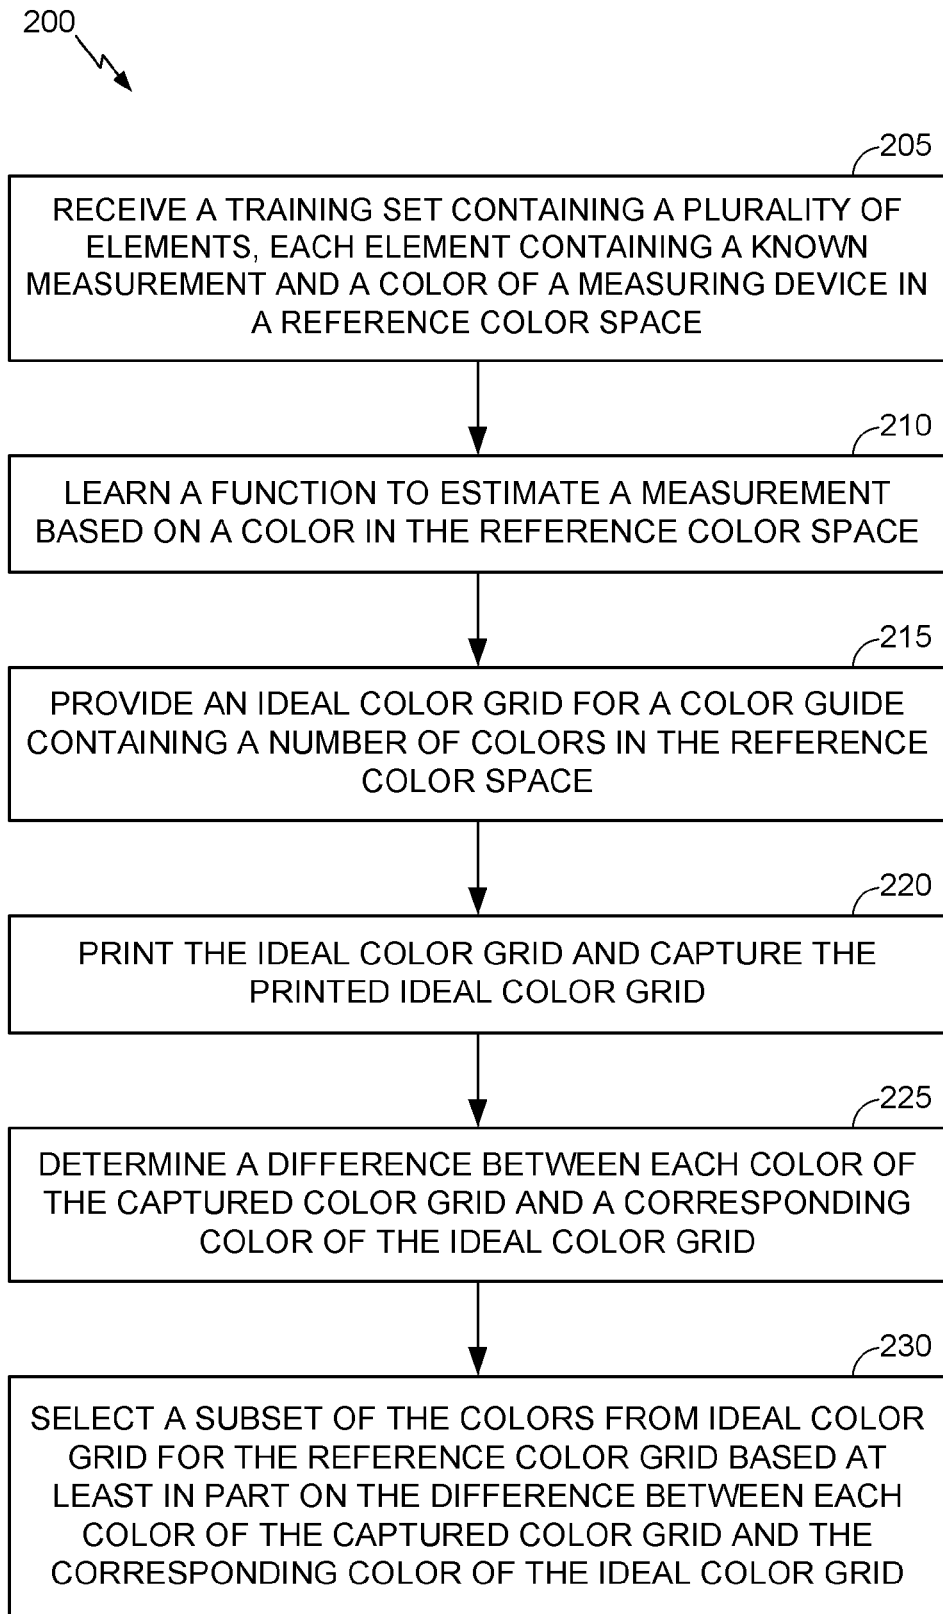 200
205
RECEIVE A TRAINING SET CONTAINING A PLURALITY OF
ELEMENTS, EACH ELEMENT CONTAINING A KNOWN
MEASUREMENT AND A COLOR OF A MEASURING DEVICE IN
A REFERENCE COLOR SPACE
210
LEARN A FUNCTION TO ESTIMATE A MEASUREMENT
BASED ON A COLOR IN THE REFERENCE COLOR SPACE
215
PROVIDE AN IDEAL COLOR GRID FOR A COLOR GUIDE
CONTAINING A NUMBER OF COLORS IN THE REFERENCE
COLOR SPACE
220
PRINT THE IDEAL COLOR GRID AND CAPTURE THE
PRINTED IDEAL COLOR GRID
225
DETERMINE A DIFFERENCE BETWEEN EACH COLOR OF
THE CAPTURED COLOR GRID AND A CORRESPONDING
COLOR OF THE IDEAL COLOR GRID
230
SELECT A SUBSET OF THE COLORS FROM IDEAL COLOR
GRID FOR THE REFERENCE COLOR GRID BASED AT
LEAST IN PART ON THE DIFFERENCE BETWEEN EACH
COLOR OF THE CAPTURED COLOR GRID AND THE
CORRESPONDING COLOR OF THE IDEAL COLOR GRID